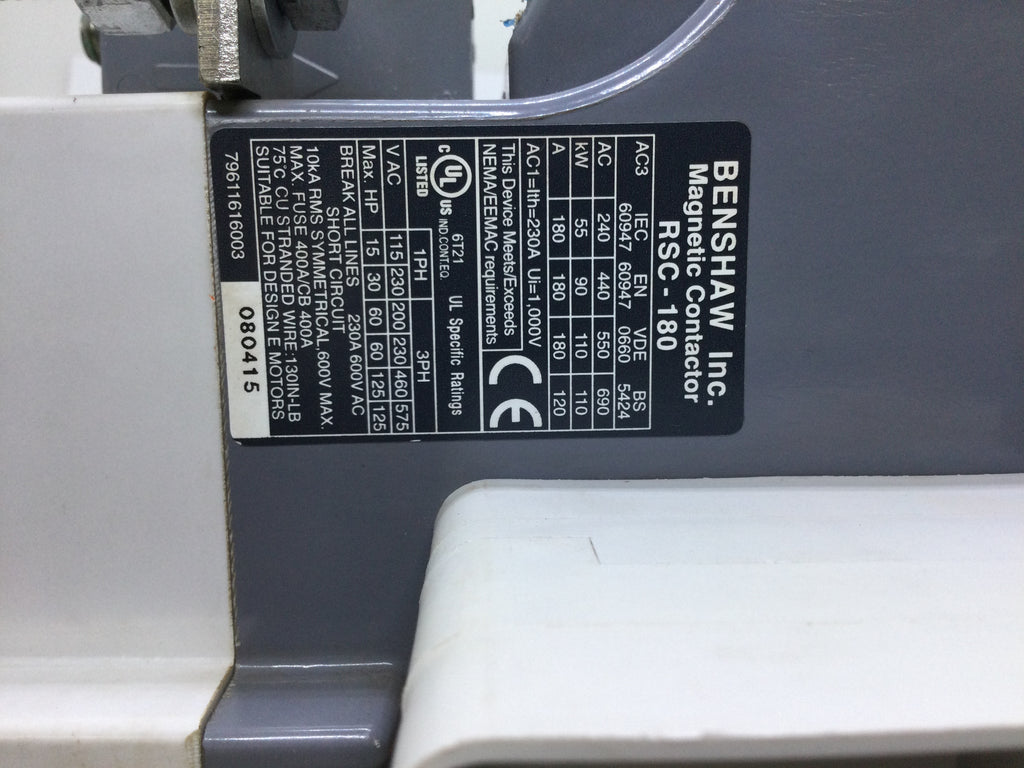 BENSHAW Inc.
Magnetic Contactor
RSC-180
AC3 IEC EN VDE BS
60947 60947 0660 5424
AC 240 440 550 690
kW 55 90 110 110
A 180 180 180 120
AC1=Ith=230A Ui=1,000V
This Device Meets/Exceeds
NEMA/EEMAC requirements
CE
c UL US LISTED
6T21
IND.CONT.EQ.
UL Specific Ratings
1PH 3PH
V AC 115 230 200 230 460 575
Max. HP 15 30 60 60 125 125
BREAK ALL LINES 230A 600V AC
SHORT CIRCUIT
10kA RMS SYMMETRICAL,600V MAX.
MAX. FUSE 400A/CB 400A
75°C, CU STRANDED WIRE:130IN-LB
SUITABLE FOR DESIGN E MOTORS
79611616003 080415